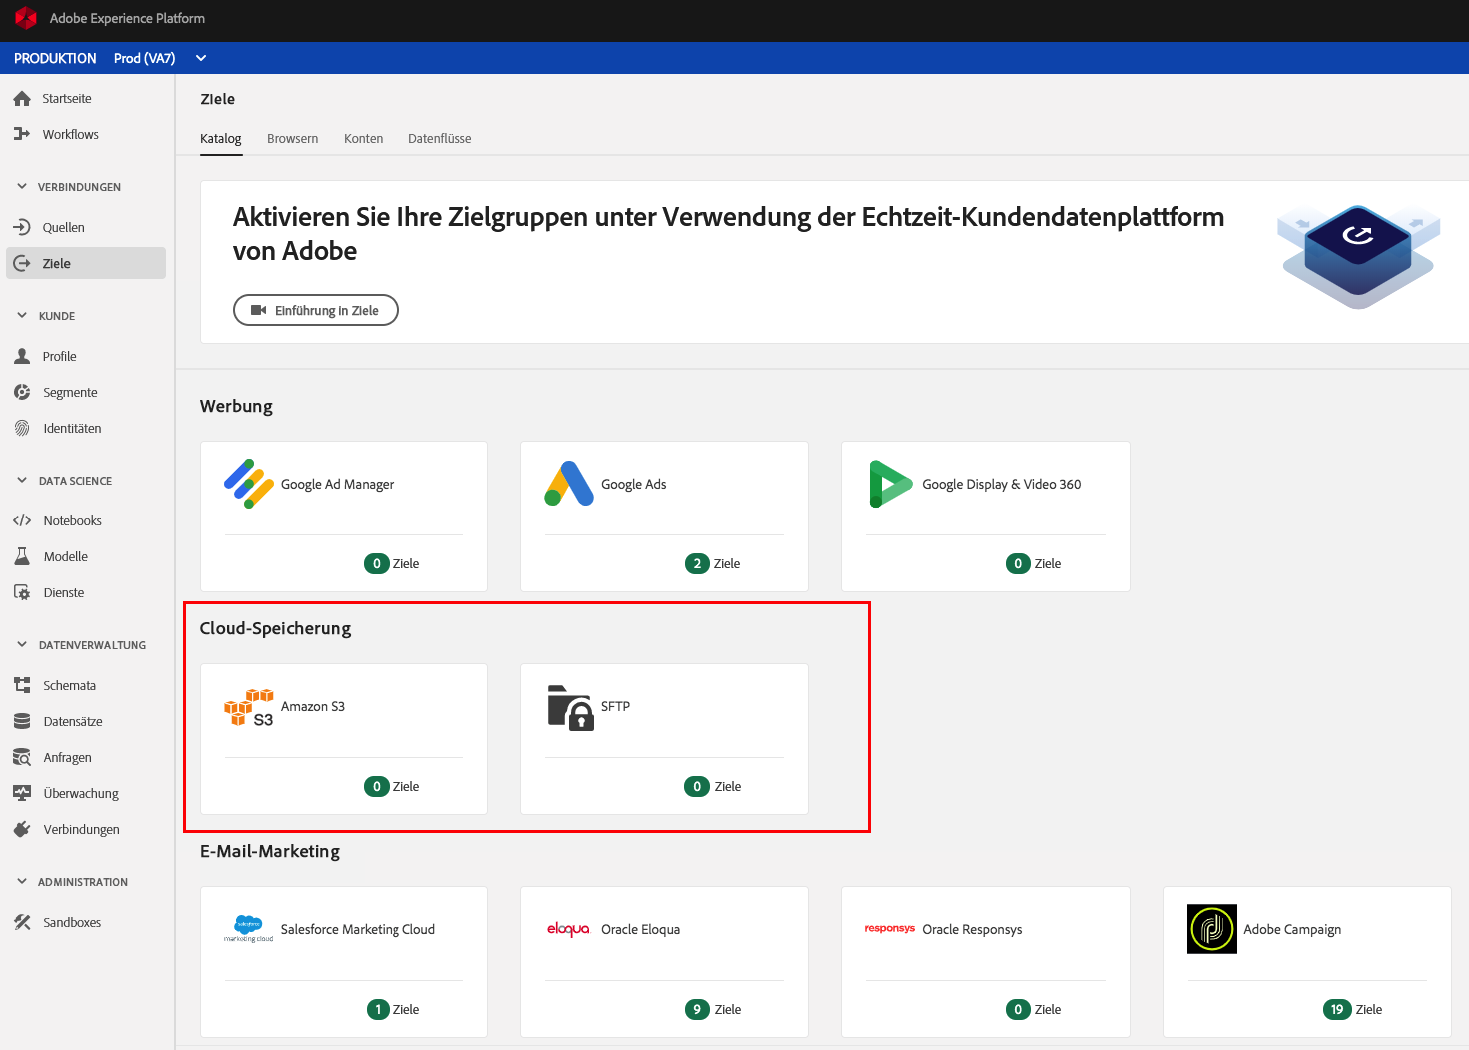 Adobe Experience Platform
PRODUKTION Prod (VA7)
Startseite
Workflows
VERBINDUNGEN
Quellen
Ziele
KUNDE
Profile
Segmente
Identitäten
DATA SCIENCE
Notebooks
Modelle
Dienste
DATENVERWALTUNG
Schemata
Datensätze
Anfragen
Überwachung
Verbindungen
ADMINISTRATION
Sandboxes
Ziele
Katalog Browsern Konten Datenflüsse
Aktivieren Sie Ihre Zielgruppen unter Verwendung der Echtzeit-Kundendatenplattform
von Adobe
Einführung in Ziele
Werbung
Google Ad Manager
0 Ziele
Google Ads
2 Ziele
Google Display & Video 360
0 Ziele
Cloud-Speicherung
S3
Amazon S3
0 Ziele
SFTP
0 Ziele
E-Mail-Marketing
salesforce
marketing cloud
Salesforce Marketing Cloud
1 Ziele
eloqua
Oracle Eloqua
9 Ziele
responsys
Oracle Responsys
0 Ziele
Adobe Campaign
19 Ziele